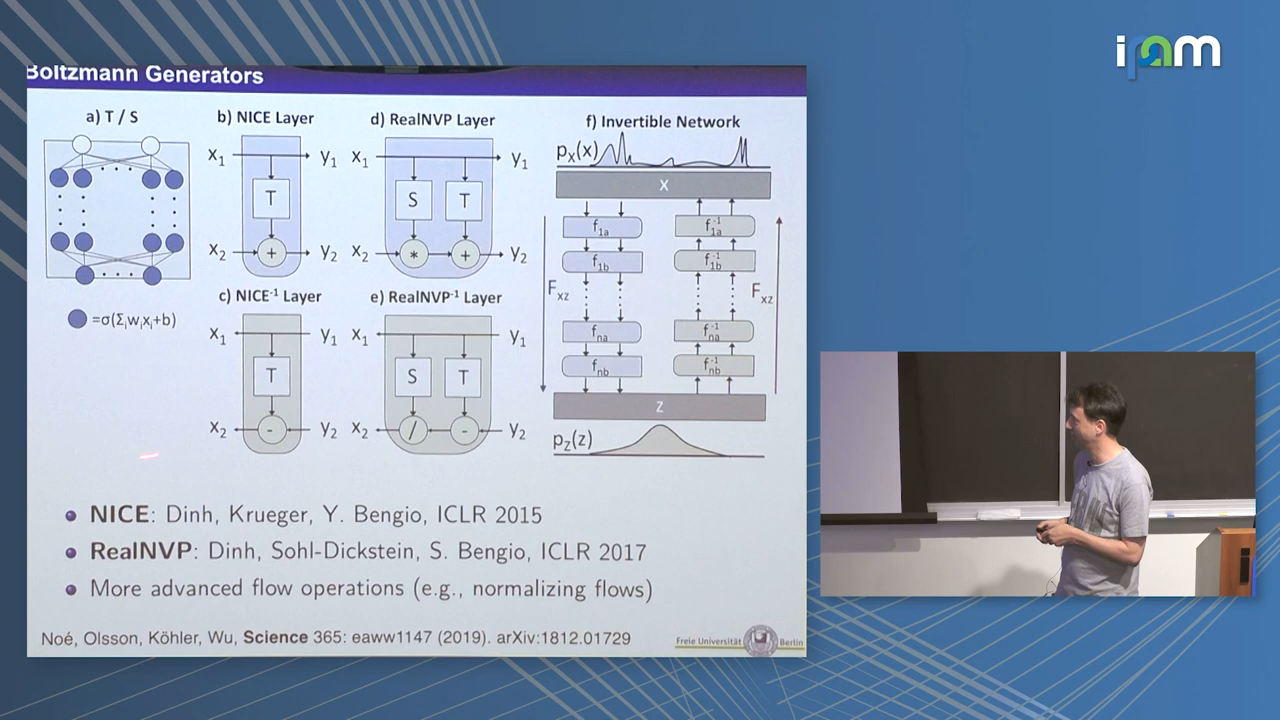 ipam
Boltzmann Generators
a) T / S
b) NICE Layer
d) RealNVP Layer
f) Invertible Network
x₁
y₁
x₁
y₁
pₓ(x)
X
T
S
T
f₁ₐ
f⁻¹₁ₐ
x₂
+
y₂
x₂
*
+
y₂
f₁b
f⁻¹₁b
c) NICE⁻¹ Layer
e) RealNVP⁻¹ Layer
Fxz
Fxz
=σ(Σᵢwᵢxᵢ+b)
x₁
y₁
x₁
y₁
fₙₐ
f⁻¹ₙₐ
T
S
T
fₙb
f⁻¹ₙb
Z
x₂
-
y₂
x₂
/
-
y₂
p_z(z)
NICE: Dinh, Krueger, Y. Bengio, ICLR 2015
RealNVP: Dinh, Sohl-Dickstein, S. Bengio, ICLR 2017
More advanced flow operations (e.g., normalizing flows)
Noé, Olsson, Köhler, Wu, Science 365: eaww1147 (2019). arXiv:1812.01729
Freie Universität Berlin